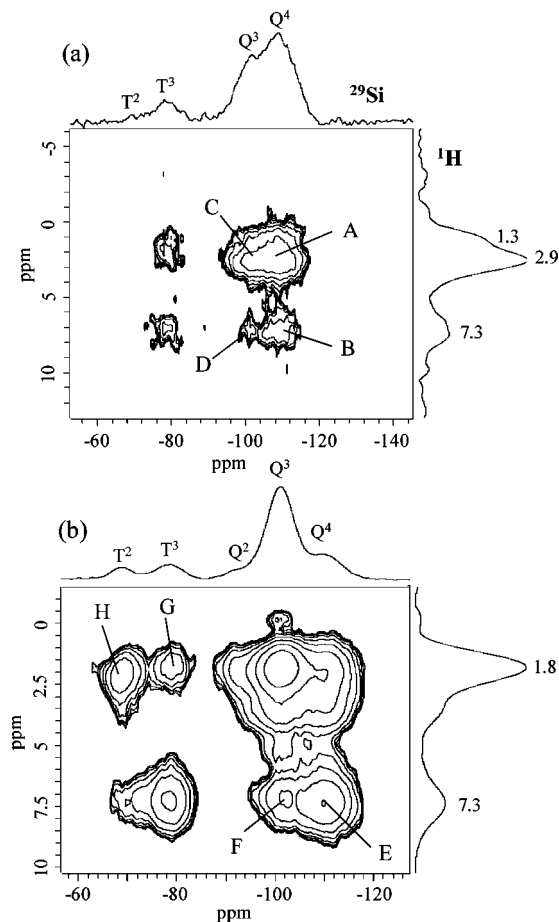 (a)
Q⁴
Q³
T³
T²
²⁹Si
¹H
-5
0
5
10
ppm
C
A
D
B
1.3
2.9
7.3
-60 -80 -100 -120 -140
ppm
(b)
Q³
Q⁴
T² T³ Q²
0
2.5
5
7.5
10
ppm
H
G
F
E
1.8
7.3
-60 -80 -100 -120
ppm